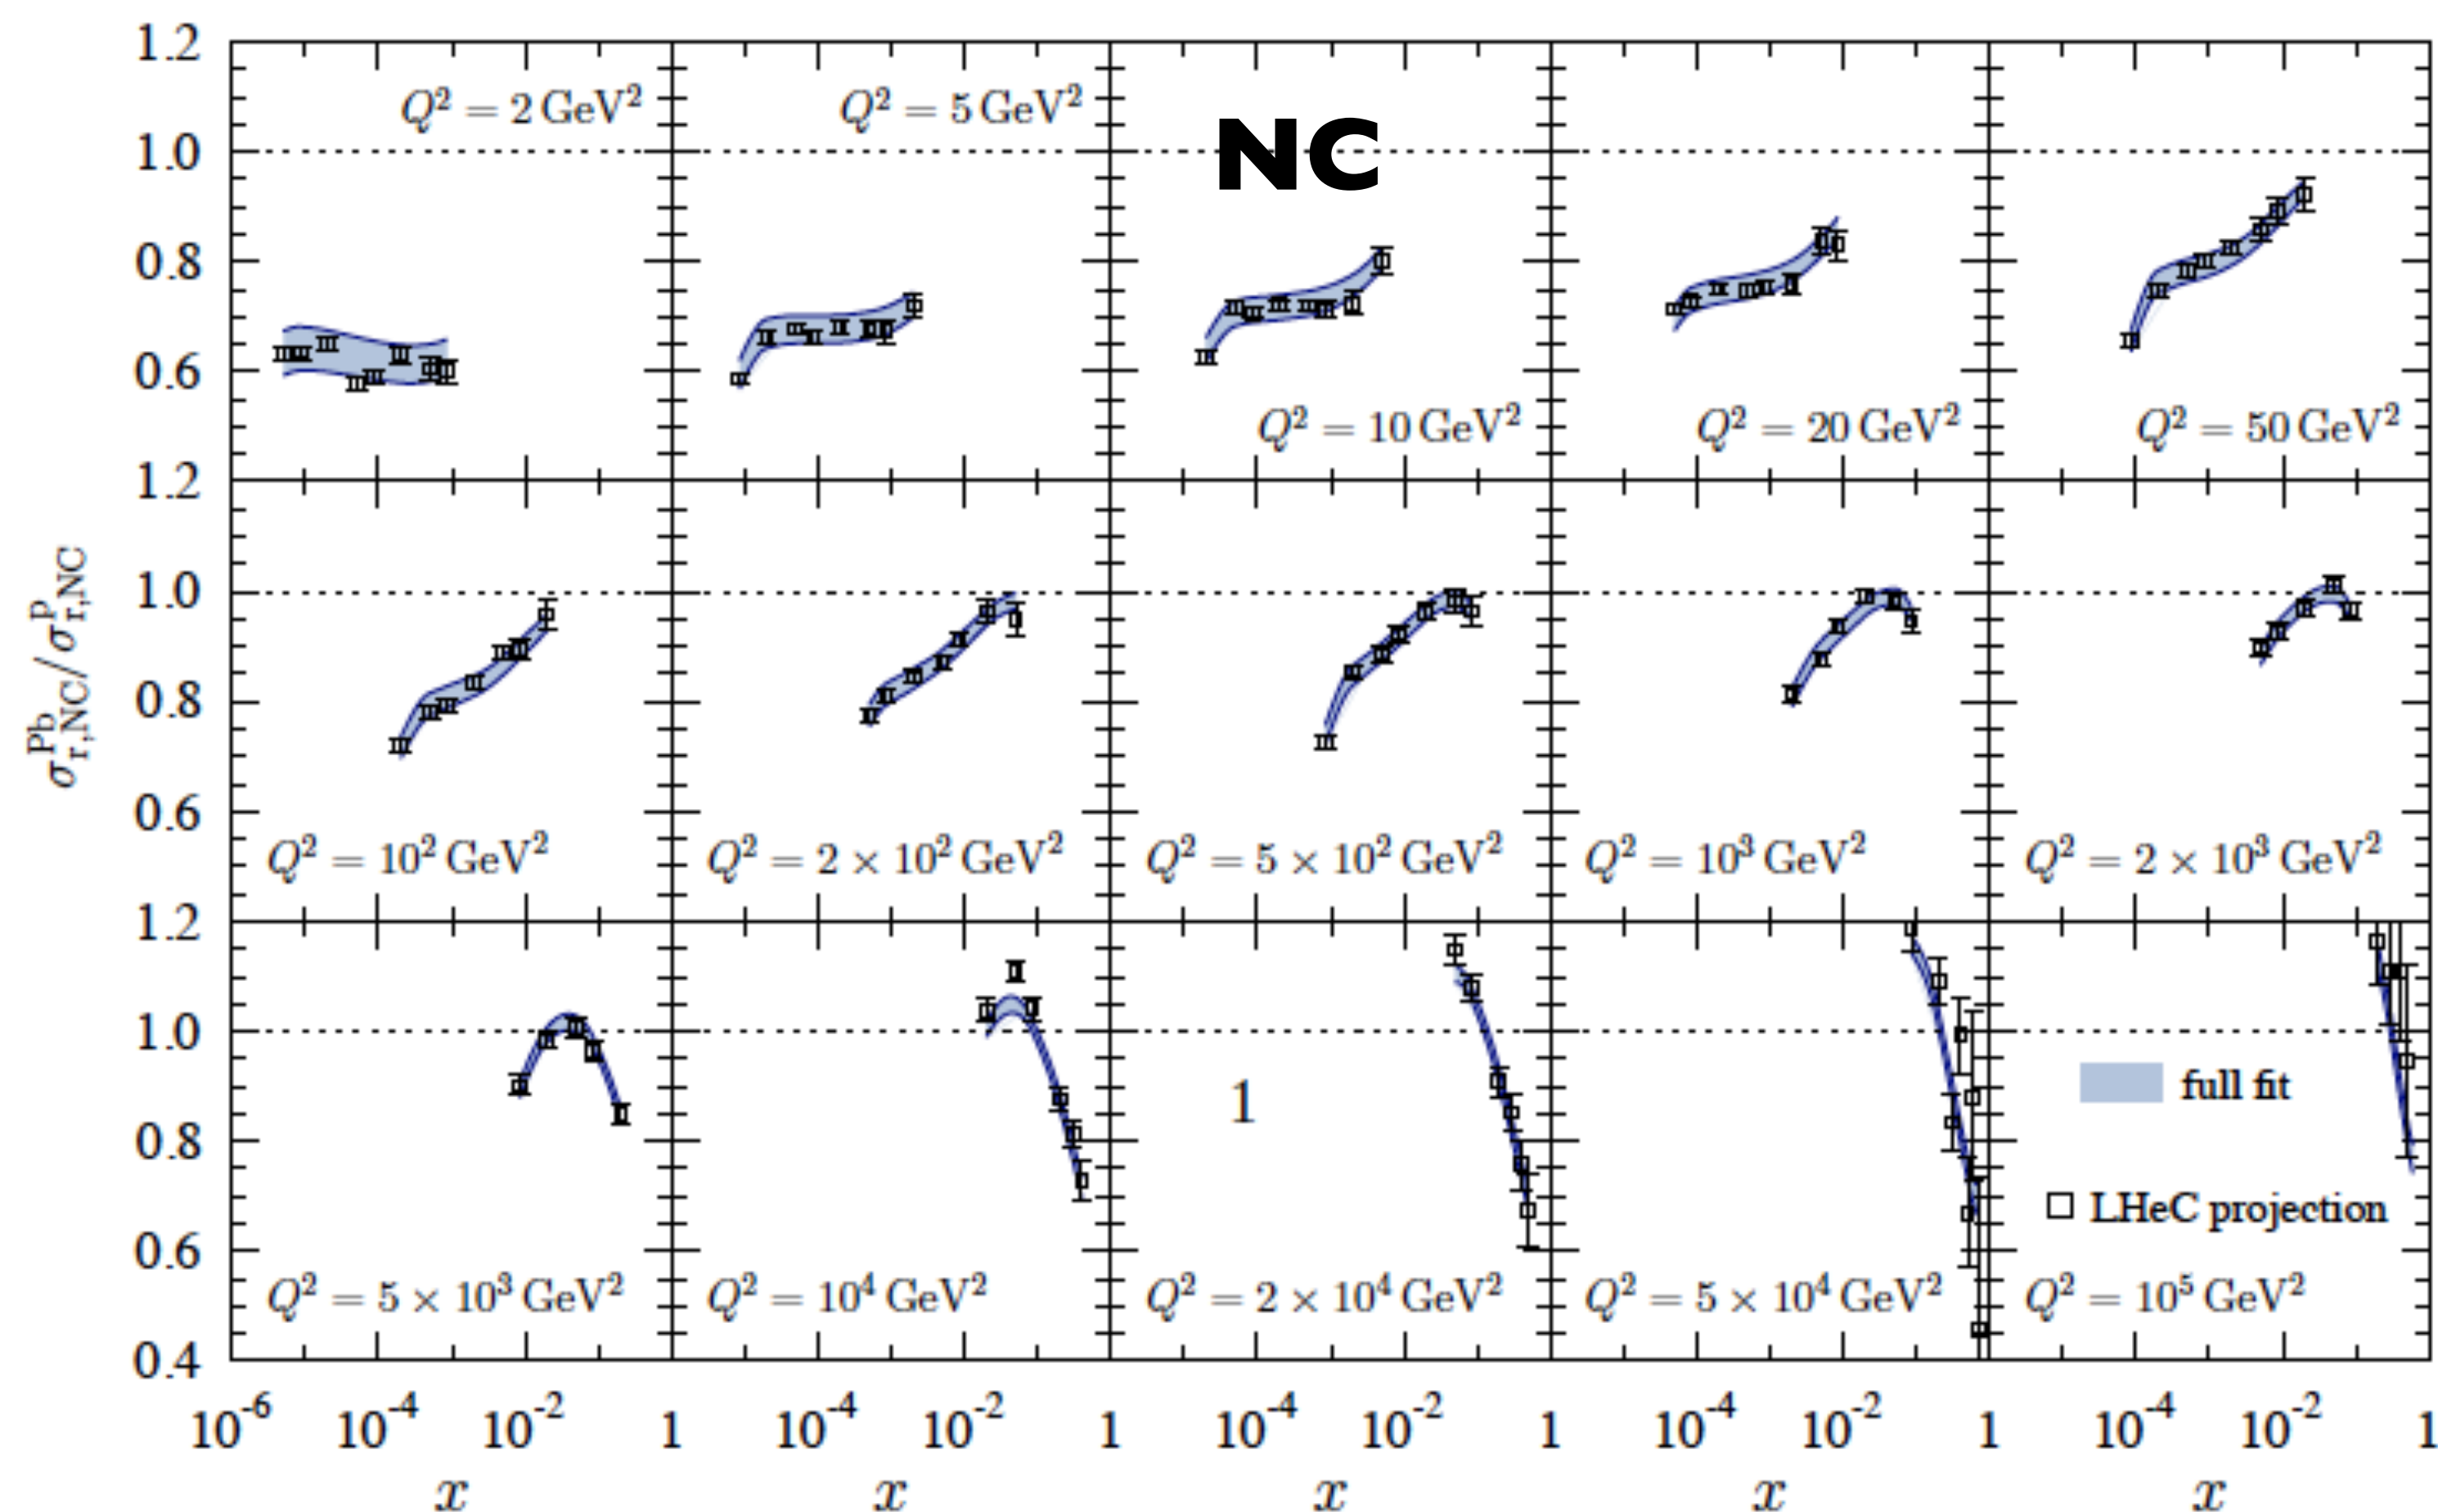 1.2
Q² = 2 GeV² Q² = 5 GeV²
1.0 NC
0.8
0.6
Q² = 10 GeV² Q² = 20 GeV² Q² = 50 GeV²
1.2
1.0
0.8
0.6
σ^Pb_r,NC/σ^P_r,NC
Q² = 10² GeV² Q² = 2 × 10² GeV² Q² = 5 × 10² GeV² Q² = 10³ GeV² Q² = 2 × 10³ GeV²
1.2
1.0
full fit
0.8 1
LHeC projection
0.6
Q² = 5 × 10³ GeV² Q² = 10⁴ GeV² Q² = 2 × 10⁴ GeV² Q² = 5 × 10⁴ GeV² Q² = 10⁵ GeV²
0.4
10⁻⁶ 10⁻⁴ 10⁻² 1 10⁻⁴ 10⁻² 1 10⁻⁴ 10⁻² 1 10⁻⁴ 10⁻² 1 10⁻⁴ 10⁻² 1
x x x x x